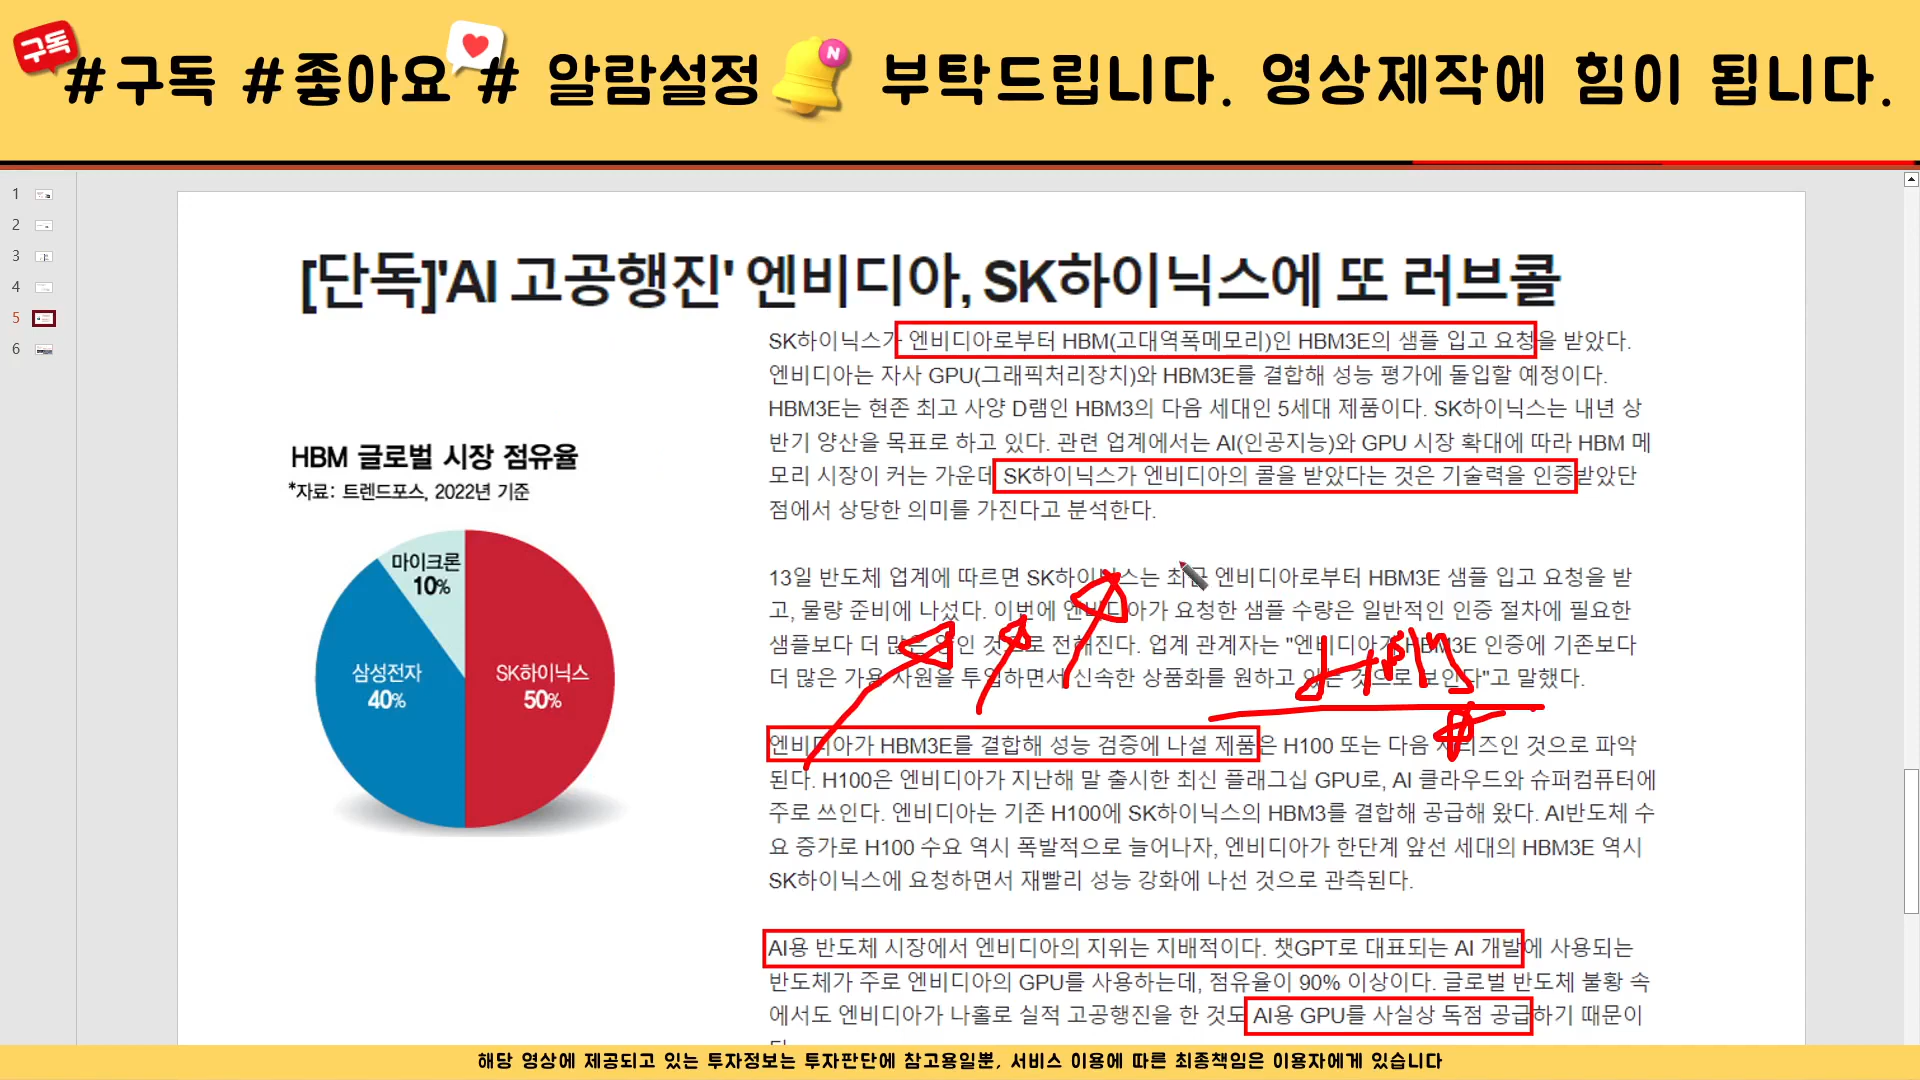 구독
#구독 #좋아요 # 알람설정 N 부탁드립니다. 영상제작에 힘이 됩니다.
1
2
3
4
5
6
[단독]'AI 고공행진' 엔비디아, SK하이닉스에 또 러브콜
SK하이닉스가 엔비디아로부터 HBM(고대역폭메모리)인 HBM3E의 샘플 입고 요청을 받았다.
엔비디아는 자사 GPU(그래픽처리장치)와 HBM3E를 결합해 성능 평가에 돌입할 예정이다.
HBM3E는 현존 최고 사양 D램인 HBM3의 다음 세대인 5세대 제품이다. SK하이닉스는 내년 상
반기 양산을 목표로 하고 있다. 관련 업계에서는 AI(인공지능)와 GPU 시장 확대에 따라 HBM 메
모리 시장이 커는 가운데 SK하이닉스가 엔비디아의 콜을 받았다는 것은 기술력을 인증받았단
점에서 상당한 의미를 가진다고 분석한다.
HBM 글로벌 시장 점유율
*자료: 트렌드포스, 2022년 기준
마이크론
10%
삼성전자
40%
SK하이닉스
50%
13일 반도체 업계에 따르면 SK하이닉스는 최근 엔비디아로부터 HBM3E 샘플 입고 요청을 받
고, 물량 준비에 나섰다. 이번에 엔비디아가 요청한 샘플 수량은 일반적인 인증 절차에 필요한
샘플보다 더 많은 양인 것으로 전해진다. 업계 관계자는 "엔비디아가 HBM3E 인증에 기존보다
더 많은 가용 자원을 투입하면서 신속한 상품화를 원하고 있는 것으로 보인다"고 말했다.
HBM
엔비디아가 HBM3E를 결합해 성능 검증에 나설 제품은 H100 또는 다음 시리즈인 것으로 파악
된다. H100은 엔비디아가 지난해 말 출시한 최신 플래그십 GPU로, AI 클라우드와 슈퍼컴퓨터에
주로 쓰인다. 엔비디아는 기존 H100에 SK하이닉스의 HBM3를 결합해 공급해 왔다. AI반도체 수
요 증가로 H100 수요 역시 폭발적으로 늘어나자, 엔비디아가 한단계 앞선 세대의 HBM3E 역시
SK하이닉스에 요청하면서 재빨리 성능 강화에 나선 것으로 관측된다.
AI용 반도체 시장에서 엔비디아의 지위는 지배적이다. 챗GPT로 대표되는 AI 개발에 사용되는
반도체가 주로 엔비디아의 GPU를 사용하는데, 점유율이 90% 이상이다. 글로벌 반도체 불황 속
에서도 엔비디아가 나홀로 실적 고공행진을 한 것도 AI용 GPU를 사실상 독점 공급하기 때문이
해당 영상에 제공되고 있는 투자정보는 투자판단에 참고용일뿐, 서비스 이용에 따른 최종책임은 이용자에게 있습니다